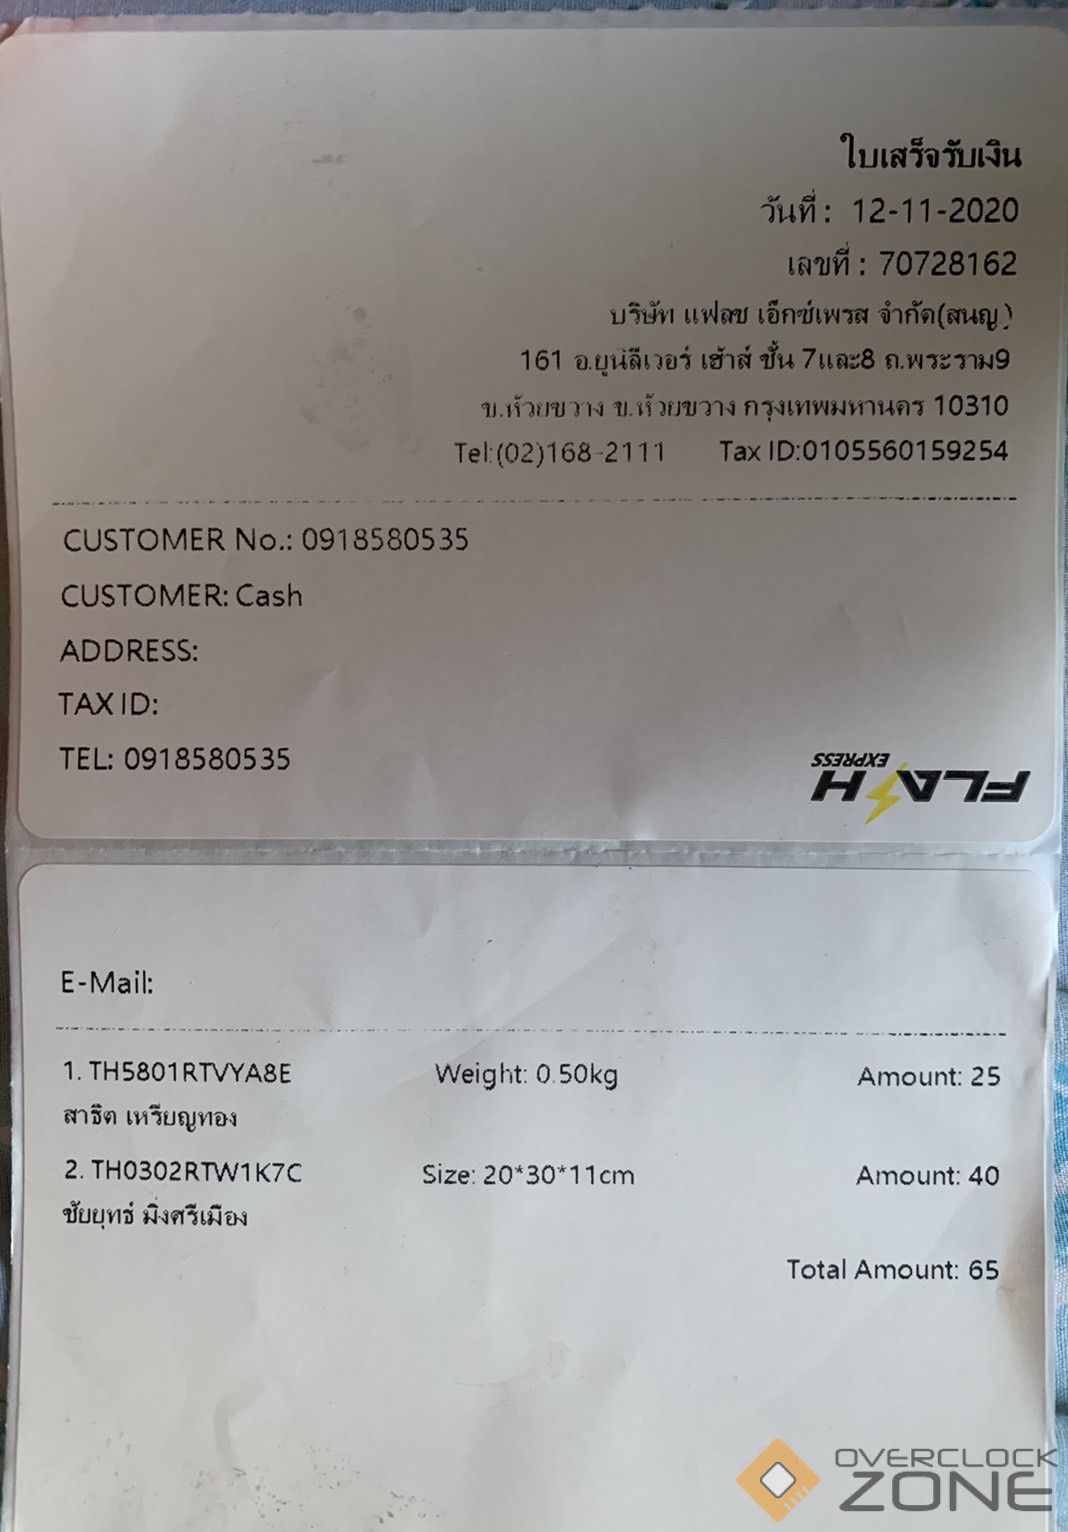 ใบเสร็จรับเงิน
วันที่ : 12-11-2020
เลขที่ : 70728162
บริษัท แฟลช เอ็กซ์เพรส จำกัด(สนญ.)
161 อ.ยูนิลีเวอร์ เฮ้าส์ ชั้น 7และ8 ถ.พระราม9
ข.ห้วยขวาง ข.ห้วยขวาง กรุงเทพมหานคร 10310
Tel:(02)168-2111 Tax ID:0105560159254
CUSTOMER No.: 0918580535
CUSTOMER: Cash
ADDRESS:
TAX ID:
TEL: 0918580535
FLASH
EXPRESS
E-Mail:
1. TH5801RTVYA8E Weight: 0.50kg Amount: 25
สาธิต เหรียญทอง
2. TH0302RTW1K7C Size: 20*30*11cm Amount: 40
ชัยยุทธ์ มิ่งศรีเมือง
Total Amount: 65
OVERCLOCK
ZONE